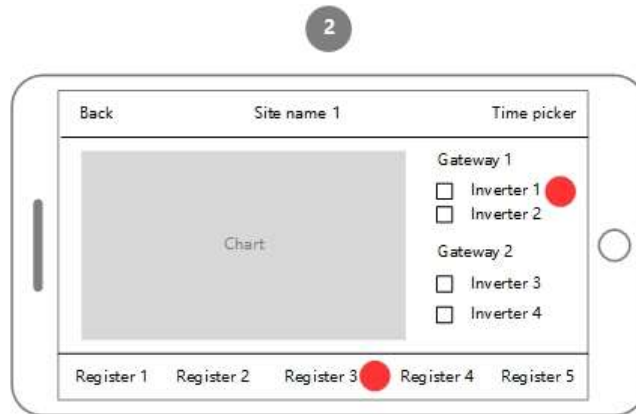 2
Back Site name 1 Time picker
Gateway 1
Inverter 1
Inverter 2
Chart
Gateway 2
Inverter 3
Inverter 4
Register 1 Register 2 Register 3 Register 4 Register 5